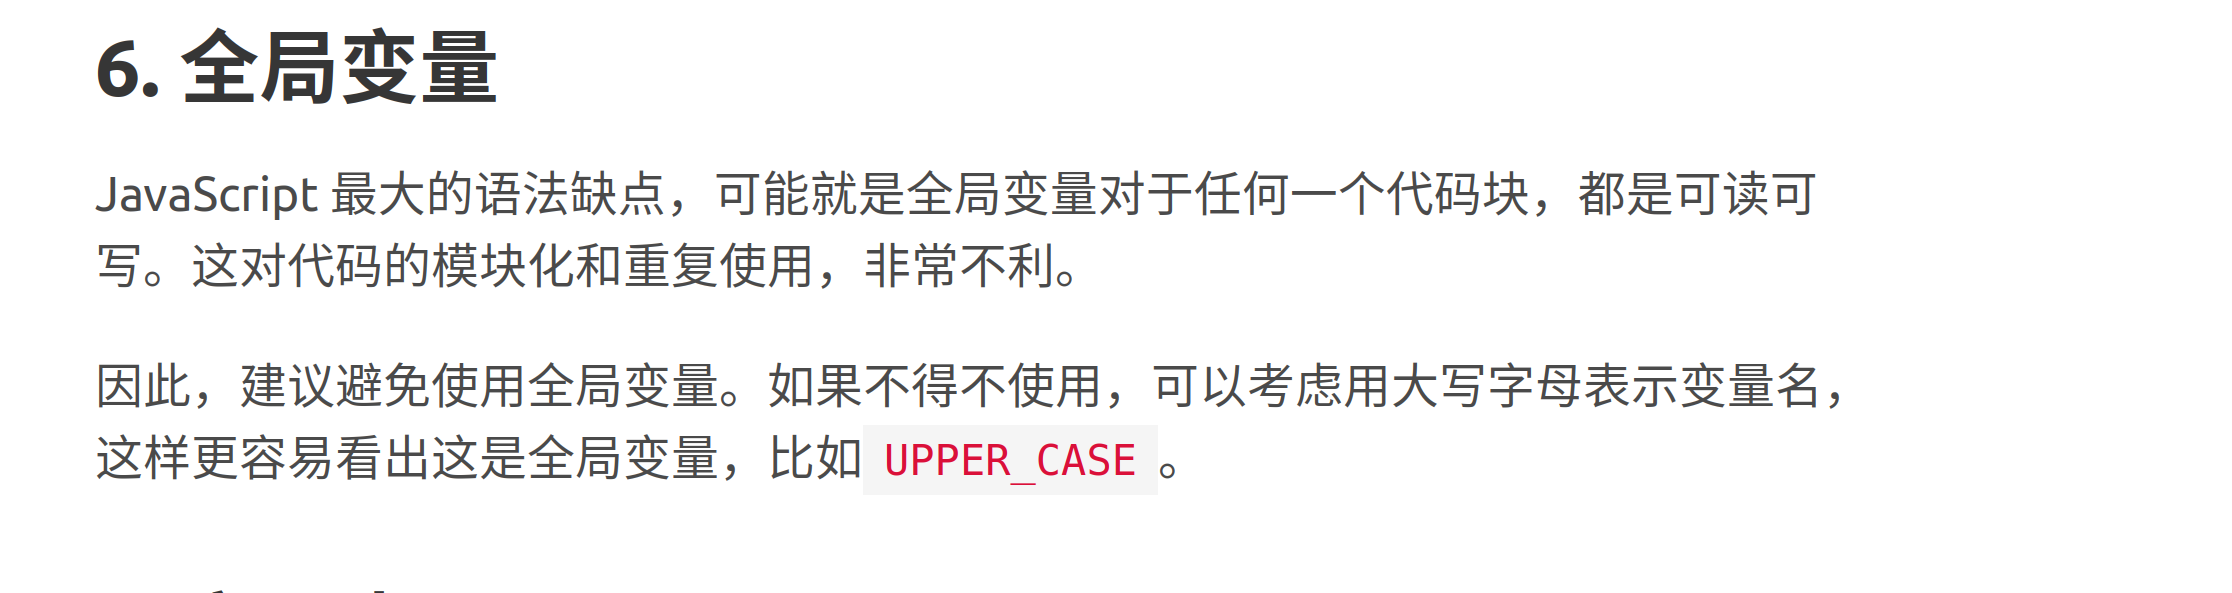 6. 全局变量
JavaScript 最大的语法缺点，可能就是全局变量对于任何一个代码块，都是可读可
写。这对代码的模块化和重复使用，非常不利。
因此，建议避免使用全局变量。如果不得不使用，可以考虑用大写字母表示变量名，
这样更容易看出这是全局变量，比如 UPPER_CASE 。